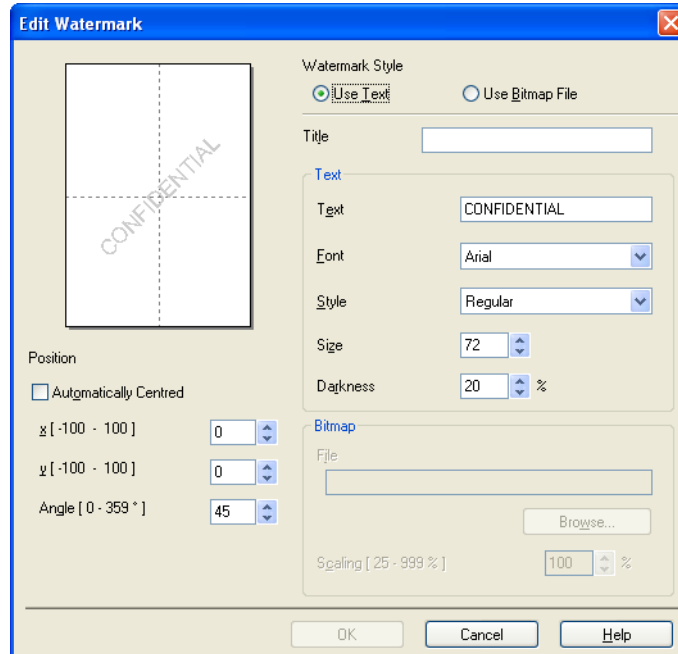 Edit Watermark
CONFIDENTIAL
Position
Automatically Centred
x [ -100 - 100 ] 0
y [ -100 - 100 ] 0
Angle [ 0 - 359 ° ] 45
Watermark Style
Use Text Use Bitmap File
Title
Text
Text CONFIDENTIAL
Font Arial
Style Regular
Size 72
Darkness 20 %
Bitmap
File
Browse...
Scaling [ 25 - 999 % ] 100 %
OK Cancel Help